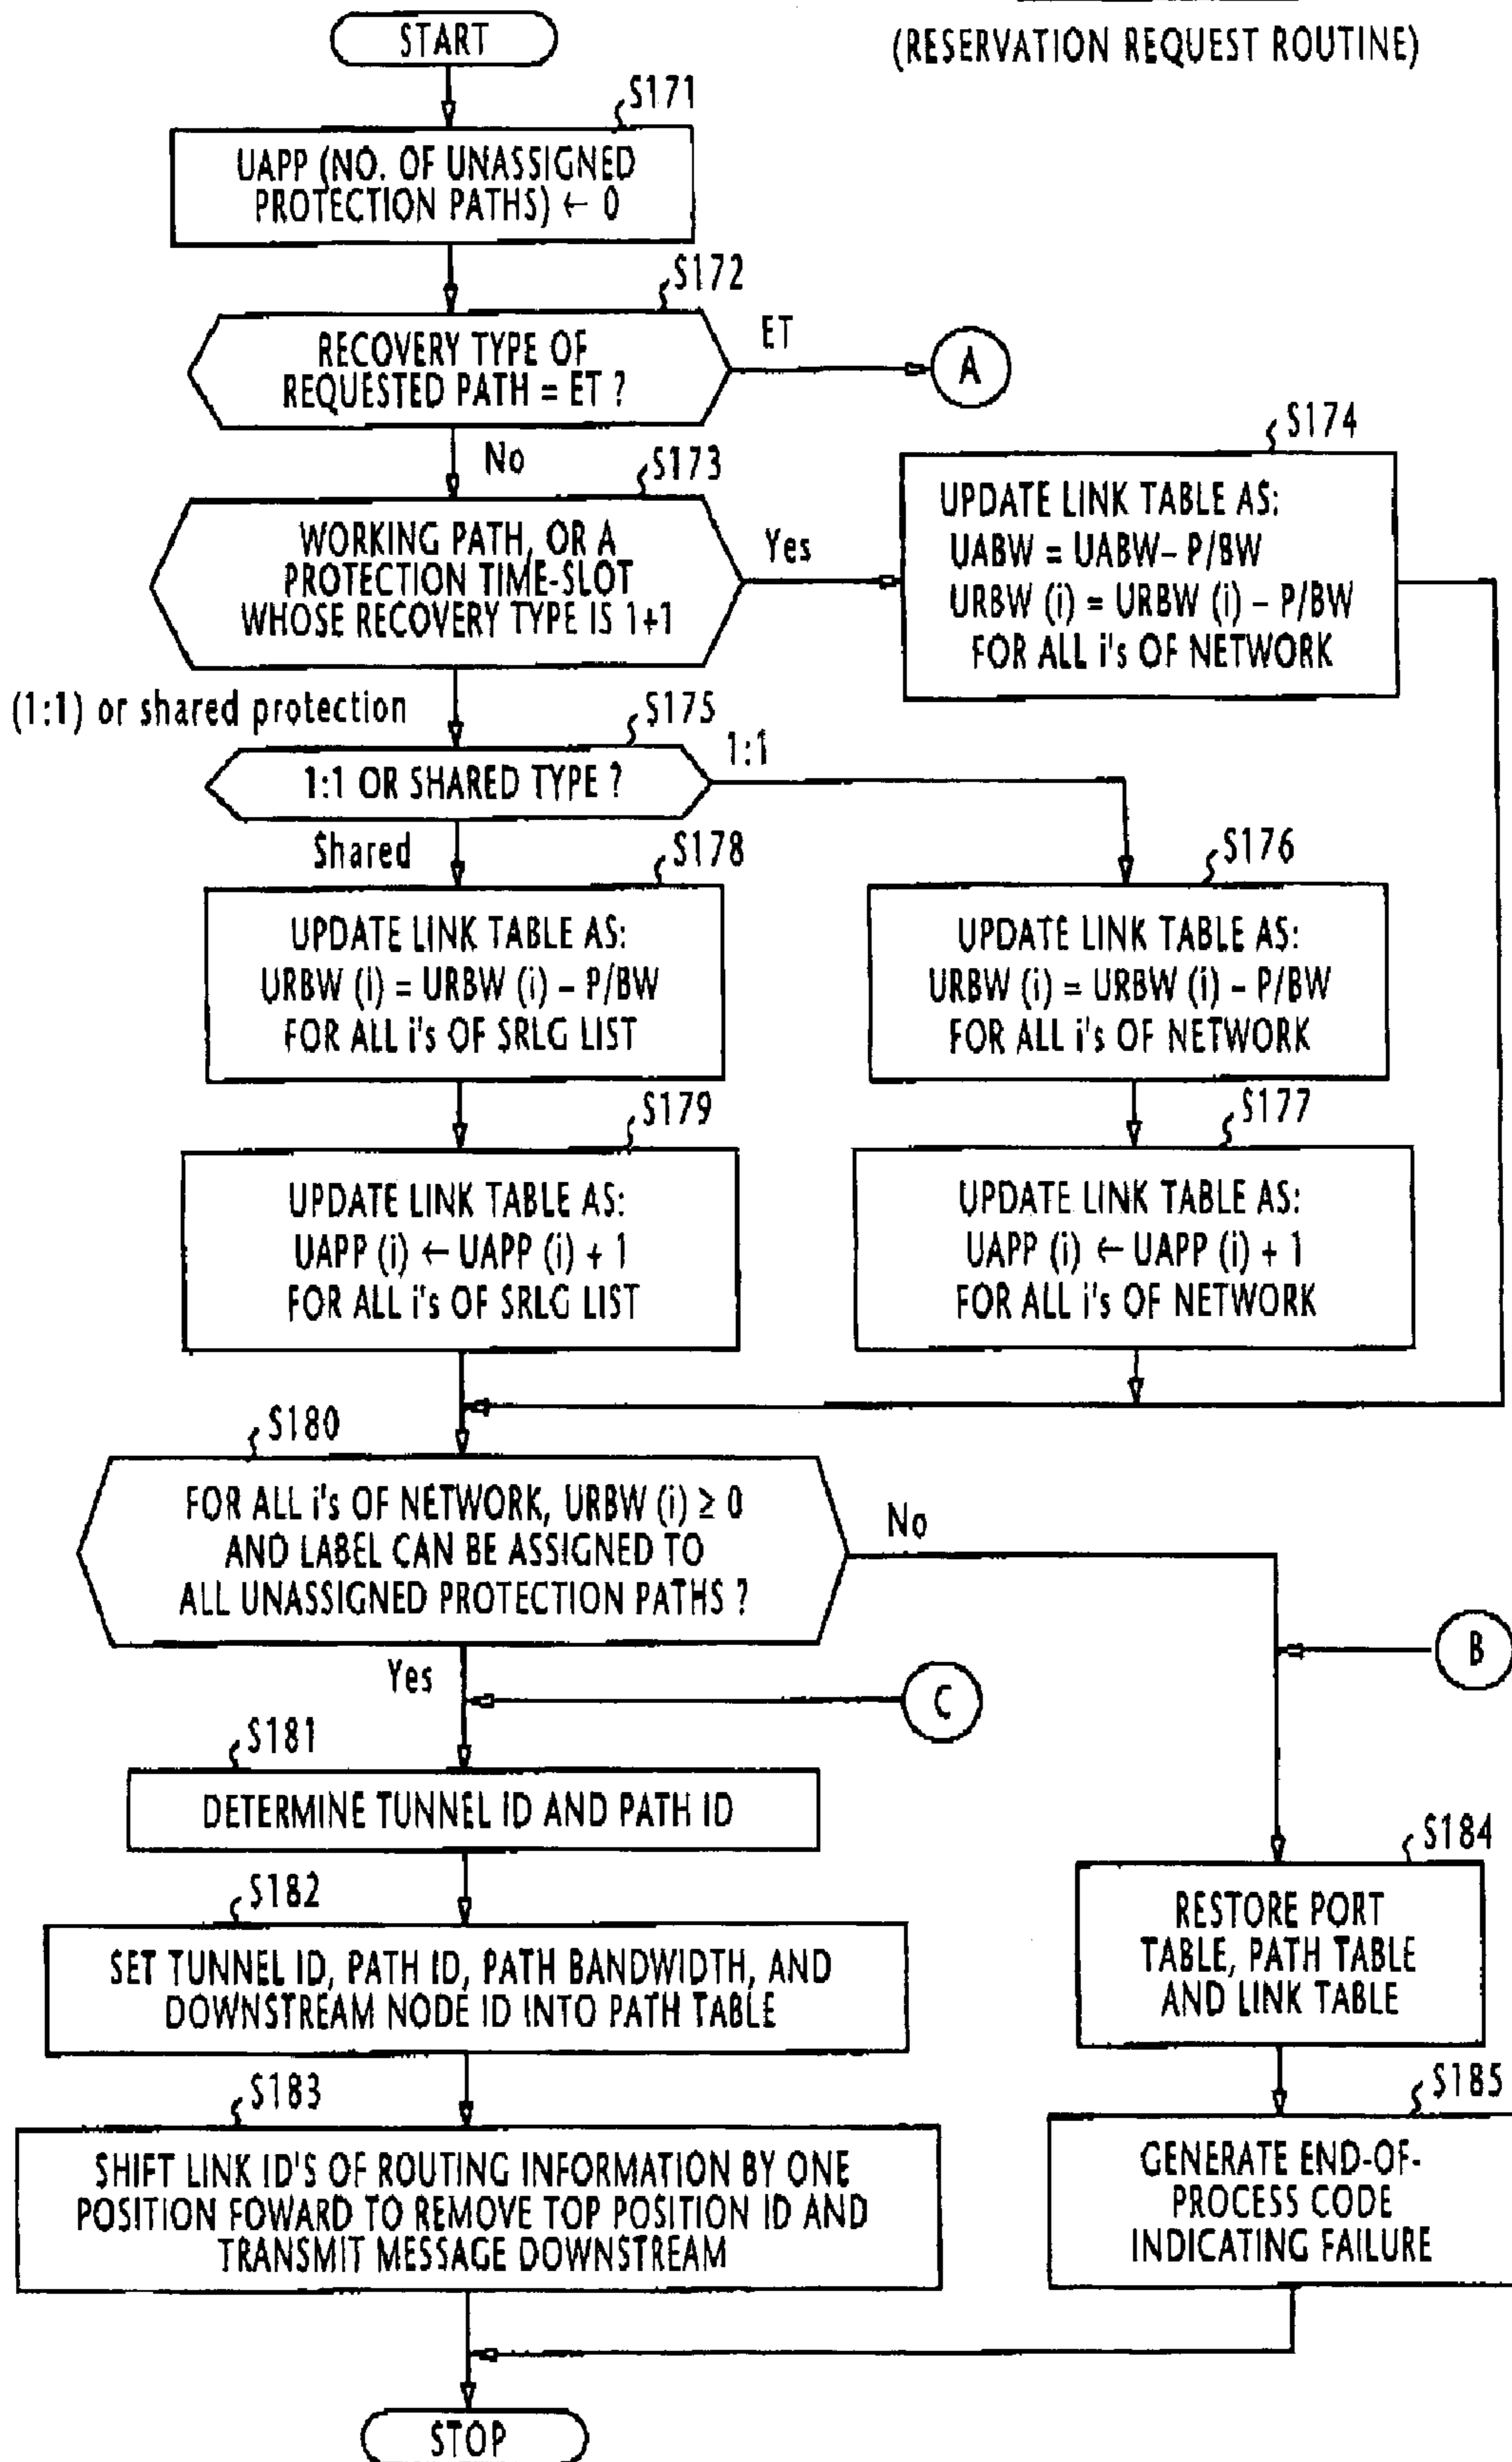 (RESERVATION REQUEST ROUTINE)
START
S171
UAPP (NO. OF UNASSIGNED
PROTECTION PATHS) ← 0
S172
RECOVERY TYPE OF
REQUESTED PATH = ET ?
ET
A
No
S173
WORKING PATH, OR A
PROTECTION TIME-SLOT
WHOSE RECOVERY TYPE IS 1+1
Yes
S174
UPDATE LINK TABLE AS:
UABW = UABW– P/BW
URBW (i) = URBW (i) – P/BW
FOR ALL i's OF NETWORK
(1:1) or shared protection
S175
1:1 OR SHARED TYPE ?
1:1
Shared
S178
UPDATE LINK TABLE AS:
URBW (i) = URBW (i) – P/BW
FOR ALL i's OF SRLG LIST
S176
UPDATE LINK TABLE AS:
URBW (i) = URBW (i) – P/BW
FOR ALL i's OF NETWORK
S179
UPDATE LINK TABLE AS:
UAPP (i) ← UAPP (i) + 1
FOR ALL i's OF SRLG LIST
S177
UPDATE LINK TABLE AS:
UAPP (i) ← UAPP (i) + 1
FOR ALL i's OF NETWORK
S180
FOR ALL i's OF NETWORK, URBW (i) ≥ 0
AND LABEL CAN BE ASSIGNED TO
ALL UNASSIGNED PROTECTION PATHS ?
No
B
Yes
C
S181
DETERMINE TUNNEL ID AND PATH ID
S182
SET TUNNEL ID, PATH ID, PATH BANDWIDTH, AND
DOWNSTREAM NODE ID INTO PATH TABLE
S184
RESTORE PORT
TABLE, PATH TABLE
AND LINK TABLE
S183
SHIFT LINK ID'S OF ROUTING INFORMATION BY ONE
POSITION FOWARD TO REMOVE TOP POSITION ID AND
TRANSMIT MESSAGE DOWNSTREAM
S185
GENERATE END-OF-
PROCESS CODE
INDICATING FAILURE
STOP